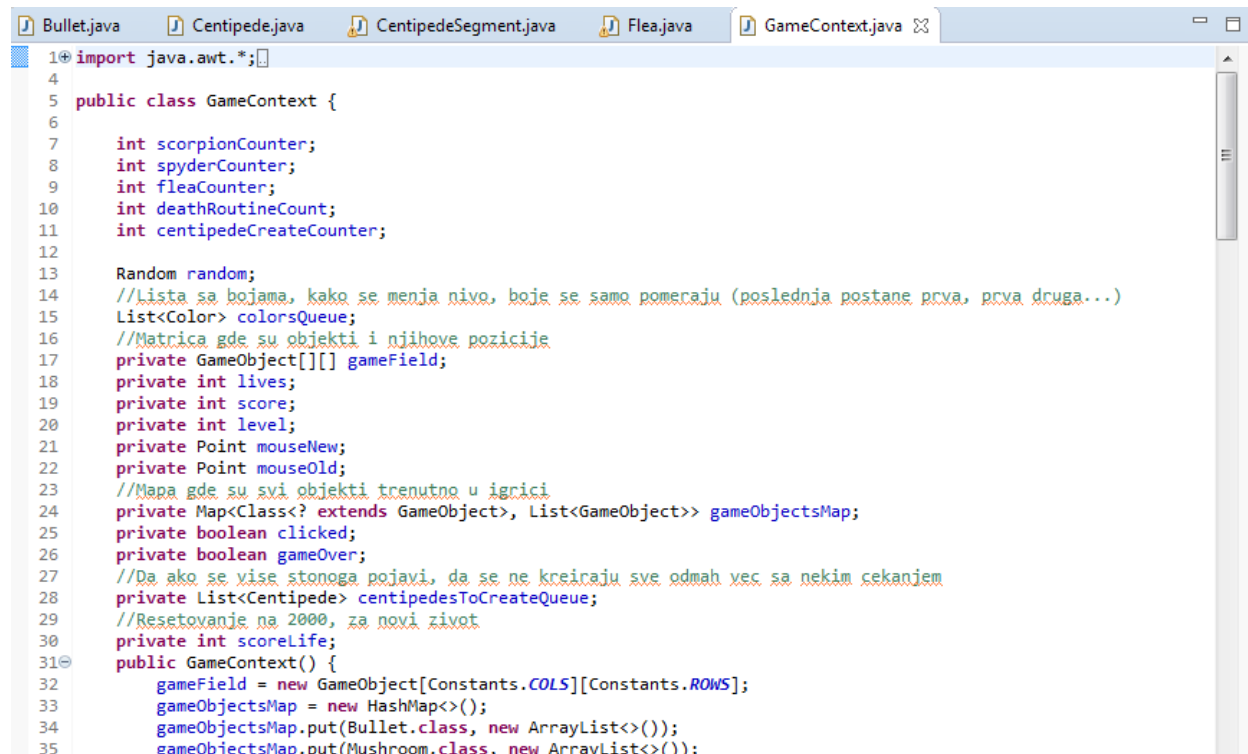 Bullet.java Centipede.java CentipedeSegment.java Flea.java GameContext.java
1 import java.awt.*;
4
5 public class GameContext {
6
7 int scorpionCounter;
8 int spyderCounter;
9 int fleaCounter;
10 int deathRoutineCount;
11 int centipedeCreateCounter;
12
13 Random random;
14 //Lista sa bojama, kako se menja nivo, boje se samo pomeraju (poslednja postane prva, prva druga...)
15 List<Color> colorsQueue;
16 //Matrica gde su objekti i njihove pozicije
17 private GameObject[][] gameField;
18 private int lives;
19 private int score;
20 private int level;
21 private Point mouseNew;
22 private Point mouseOld;
23 //Mapa gde su svi objekti trenutno u igrici
24 private Map<Class<? extends GameObject>, List<GameObject>> gameObjectsMap;
25 private boolean clicked;
26 private boolean gameOver;
27 //Da ako se vise stonoga pojavi, da se ne kreiraju sve odmah vec sa nekim cekanjem
28 private List<Centipede> centipedesToCreateQueue;
29 //Resetovanje na 2000, za novi zivot
30 private int scoreLife;
31 public GameContext() {
32 gameField = new GameObject[Constants.COLS][Constants.ROWS];
33 gameObjectsMap = new HashMap<>();
34 gameObjectsMap.put(Bullet.class, new ArrayList<>());
35 gameObjectsMap.put(Mushroom.class, new ArrayList<>());